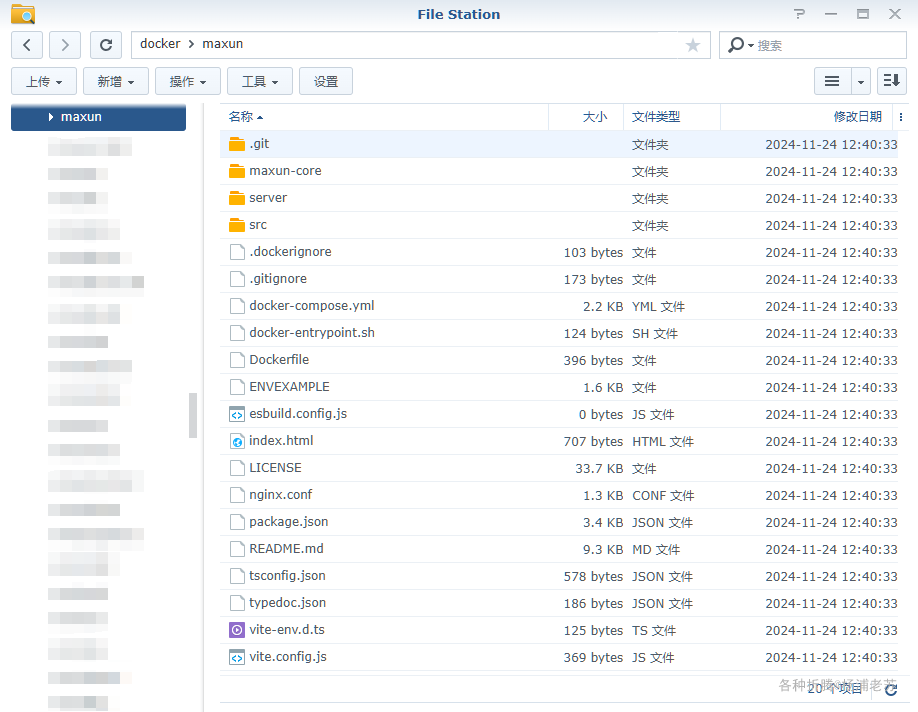 File Station
docker maxun
搜索
上传 新增 操作 工具 设置
maxun
名称 大小 文件类型 修改日期
.git 文件夹 2024-11-24 12:40:33
maxun-core 文件夹 2024-11-24 12:40:33
server 文件夹 2024-11-24 12:40:33
src 文件夹 2024-11-24 12:40:33
.dockerignore 103 bytes 文件 2024-11-24 12:40:33
.gitignore 173 bytes 文件 2024-11-24 12:40:33
docker-compose.yml 2.2 KB YML 文件 2024-11-24 12:40:33
docker-entrypoint.sh 124 bytes SH 文件 2024-11-24 12:40:33
Dockerfile 396 bytes 文件 2024-11-24 12:40:33
ENVEXAMPLE 1.6 KB 文件 2024-11-24 12:40:33
esbuild.config.js 0 bytes JS 文件 2024-11-24 12:40:33
index.html 707 bytes HTML 文件 2024-11-24 12:40:33
LICENSE 33.7 KB 文件 2024-11-24 12:40:33
nginx.conf 1.3 KB CONF 文件 2024-11-24 12:40:33
package.json 3.4 KB JSON 文件 2024-11-24 12:40:33
README.md 9.3 KB MD 文件 2024-11-24 12:40:33
tsconfig.json 578 bytes JSON 文件 2024-11-24 12:40:33
typedoc.json 186 bytes JSON 文件 2024-11-24 12:40:33
vite-env.d.ts 125 bytes TS 文件 2024-11-24 12:40:33
vite.config.js 369 bytes JS 文件 2024-11-24 12:40:33
20 个项目